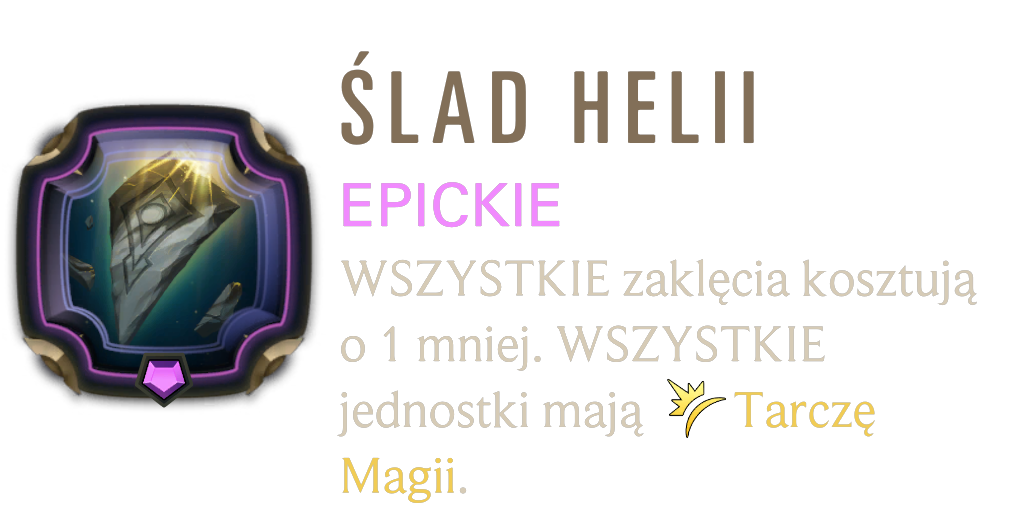 ŚLAD HELII
EPICKIE
WSZYSTKIE zaklęcia kosztują
o 1 mniej. WSZYSTKIE
jednostki mają Tarczę
Magii.